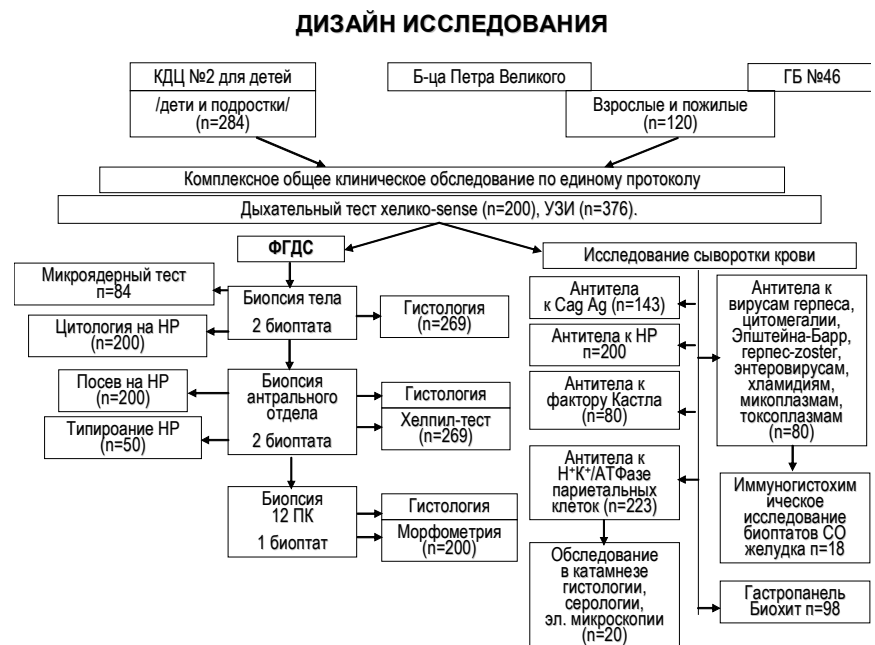 ДИЗАЙН ИССЛЕДОВАНИЯ
КДЦ №2 для детей
/дети и подростки/
(n=284)
Б-ца Петра Великого
ГБ №46
Взрослые и пожилые
(n=120)
Комплексное общее клиническое обследование по единому протоколу
Дыхательный тест хелико-sense (n=200), УЗИ (n=376).
ФГДС
Микроядерный тест
n=84
Биопсия тела
2 биоптата
Цитология на HP
(n=200)
Гистология
(n=269)
Посев на HP
(n=200)
Типироание HP
(n=50)
Биопсия
антрального
отдела
2 биоптата
Гистология
Хелпил-тест
(n=269)
Биопсия
12 ПК
1 биоптат
Гистология
Морфометрия
(n=200)
Исследование сыворотки крови
Антитела
к Cag Ag (n=143)
Антитела к HP
n=200
Антитела к
фактору Кастла
(n=80)
Антитела к
H⁺K⁺/АТФазе
париетальных
клеток (n=223)
Обследование
в катамнезе
гистологии,
серологии,
эл. микроскопии
(n=20)
Антитела к
вирусам герпеса,
цитомегалии,
Эпштейна-Барр,
герпес-zoster,
энтеровирусам,
хламидиям,
микоплазмам,
токсоплазмам
(n=80)
Иммуногистохим
ическое
исследование
биоптатов СО
желудка n=18
Гастропанель
Биохит n=98